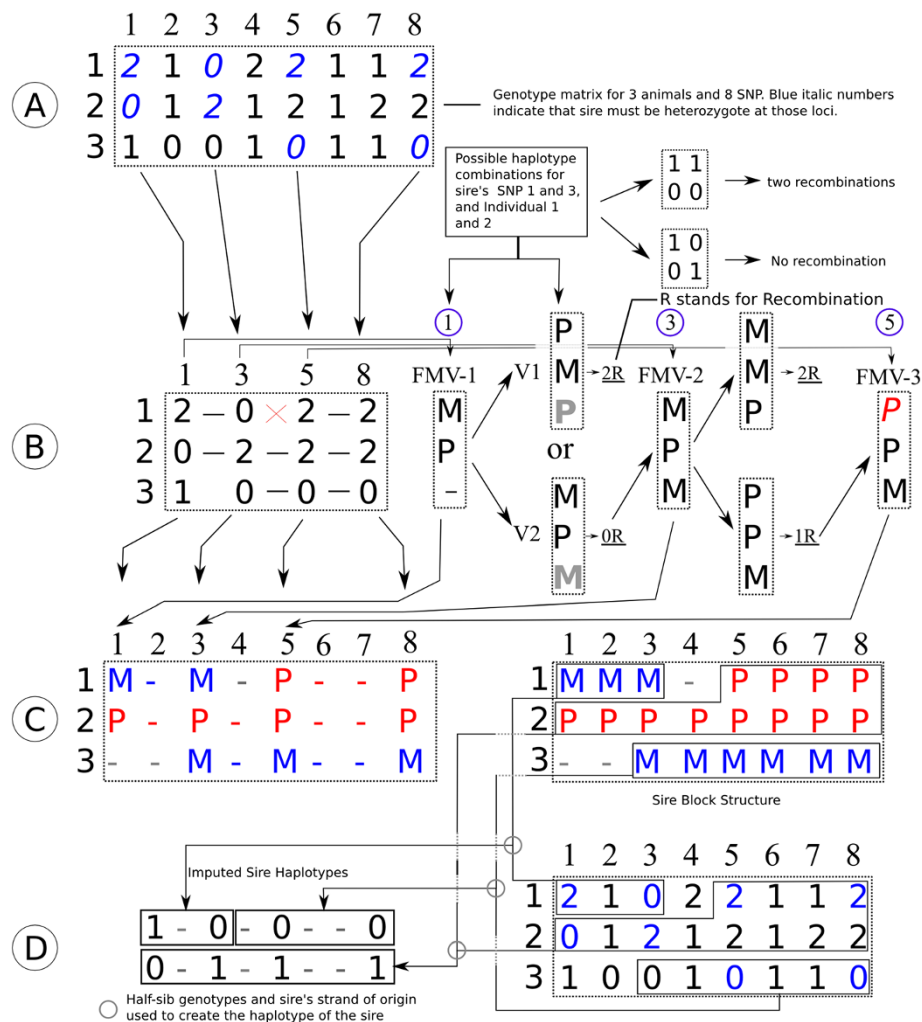 1 2 3 4 5 6 7 8
A
1 2 1 0 2 2 1 1 2
2 0 1 2 1 2 1 2 2
3 1 0 0 1 0 1 1 0
Genotype matrix for 3 animals and 8 SNP. Blue italic numbers
indicate that sire must be heterozygote at those loci.
Possible haplotype
combinations for
sire's SNP 1 and 3,
and Individual 1
and 2
1 1
0 0
two recombinations
1 0
0 1
No recombination
R stands for Recombination
1 3 5
B
1 3 5 8
1 2 – 0 × 2 – 2
2 0 – 2 – 2 – 2
3 1 0 – 0 – 0
FMV-1
M
P
-
V1
P
M
P
2R
or
V2
M
P
M
0R
FMV-2
M
P
M
M
M
P
2R
P
P
M
1R
FMV-3
P
P
M
C
1 2 3 4 5 6 7 8
1 M - M - P - - P
2 P - P - P - - P
3 - - M - M - - M
1 2 3 4 5 6 7 8
1 M M M - P P P P
2 P P P P P P P P
3 - - M M M M M M
Sire Block Structure
D
Imputed Sire Haplotypes
1 - 0 - 0 - - 0
0 - 1 - 1 - - 1
1 2 3 4 5 6 7 8
1 2 1 0 2 2 1 1 2
2 0 1 2 1 2 1 2 2
3 1 0 0 1 0 1 1 0
Half-sib genotypes and sire's strand of origin
used to create the haplotype of the sire